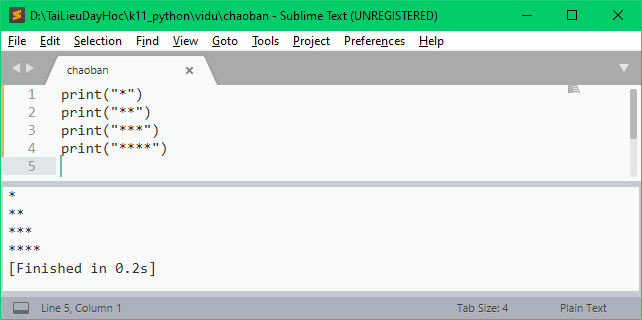 D:\TaiLieuDayHoc\k11_python\vidu\chaoban - Sublime Text (UNREGISTERED)
File Edit Selection Find View Goto Tools Project Preferences Help
chaoban
1 print("*")
2 print("**")
3 print("***")
4 print("****")
5
*
**
***
****
[Finished in 0.2s]
Line 5, Column 1 Tab Size: 4 Plain Text